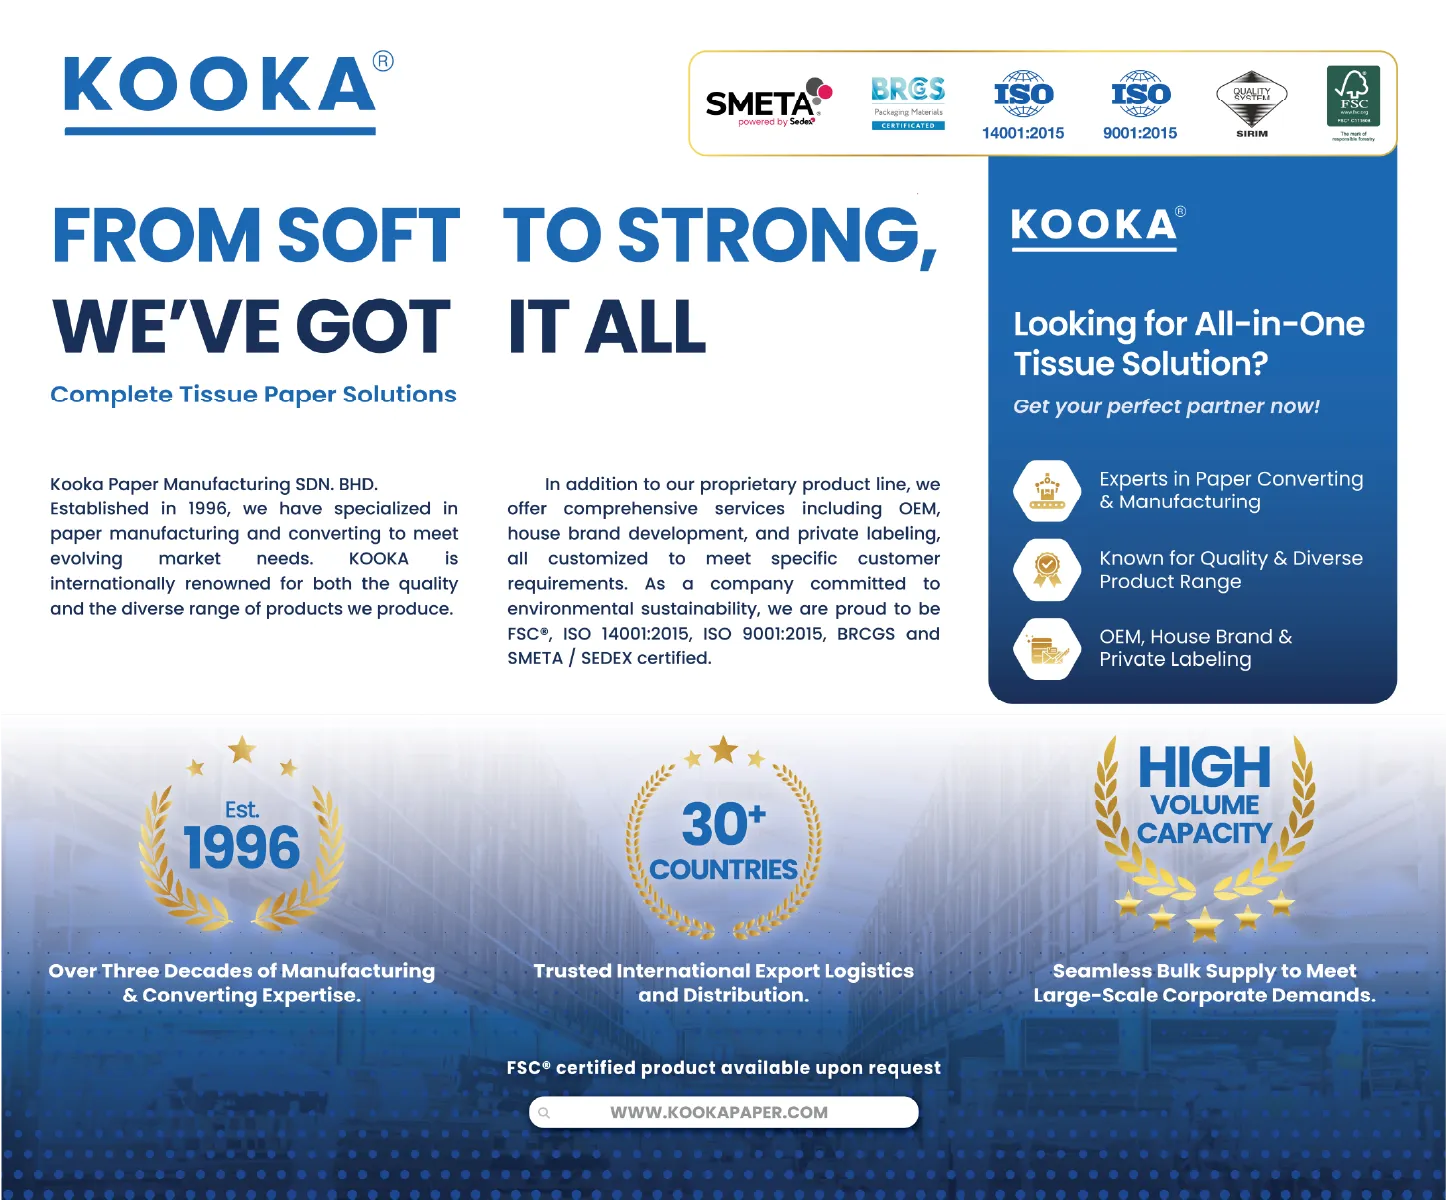 KOOKA®
SMETA
powered by Sedex
BRCGS
Packaging Materials
CERTIFICATED
ISO
14001:2015
ISO
9001:2015
QUALITY
SYSTEM
SIRIM
FSC
www.fsc.org
The mark of
responsible forestry
FROM SOFT TO STRONG,
WE'VE GOT IT ALL
Complete Tissue Paper Solutions
Kooka Paper Manufacturing SDN. BHD.
Established in 1996, we have specialized in
paper manufacturing and converting to meet
evolving market needs. KOOKA is
internationally renowned for both the quality
and the diverse range of products we produce.
In addition to our proprietary product line, we
offer comprehensive services including OEM,
house brand development, and private labeling,
all customized to meet specific customer
requirements. As a company committed to
environmental sustainability, we are proud to be
FSC®, ISO 14001:2015, ISO 9001:2015, BRCGS and
SMETA / SEDEX certified.
KOOKA®
Looking for All-in-One
Tissue Solution?
Get your perfect partner now!
Experts in Paper Converting
& Manufacturing
Known for Quality & Diverse
Product Range
OEM, House Brand &
Private Labeling
Est.
1996
Over Three Decades of Manufacturing
& Converting Expertise.
30+
COUNTRIES
Trusted International Export Logistics
and Distribution.
HIGH
VOLUME
CAPACITY
Seamless Bulk Supply to Meet
Large-Scale Corporate Demands.
FSC® certified product available upon request
WWW.KOOKAPAPER.COM